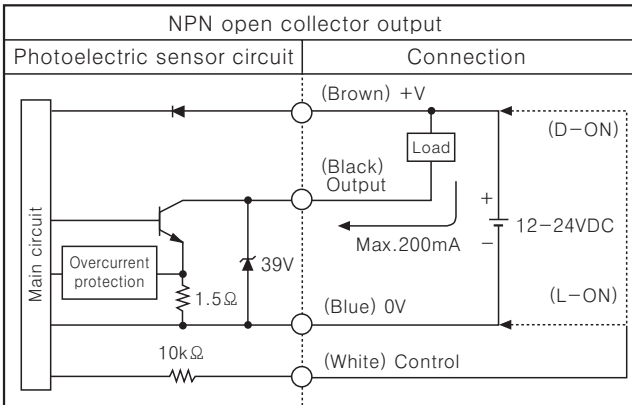 NPN open collector output
Photoelectric sensor circuit
Connection
(Brown) +V
(D-ON)
Load
(Black)
Output
Main circuit
+
12-24VDC
-
Max.200mA
Overcurrent
protection
39V
1.5Ω
(L-ON)
(Blue) 0V
10kΩ
(White) Control